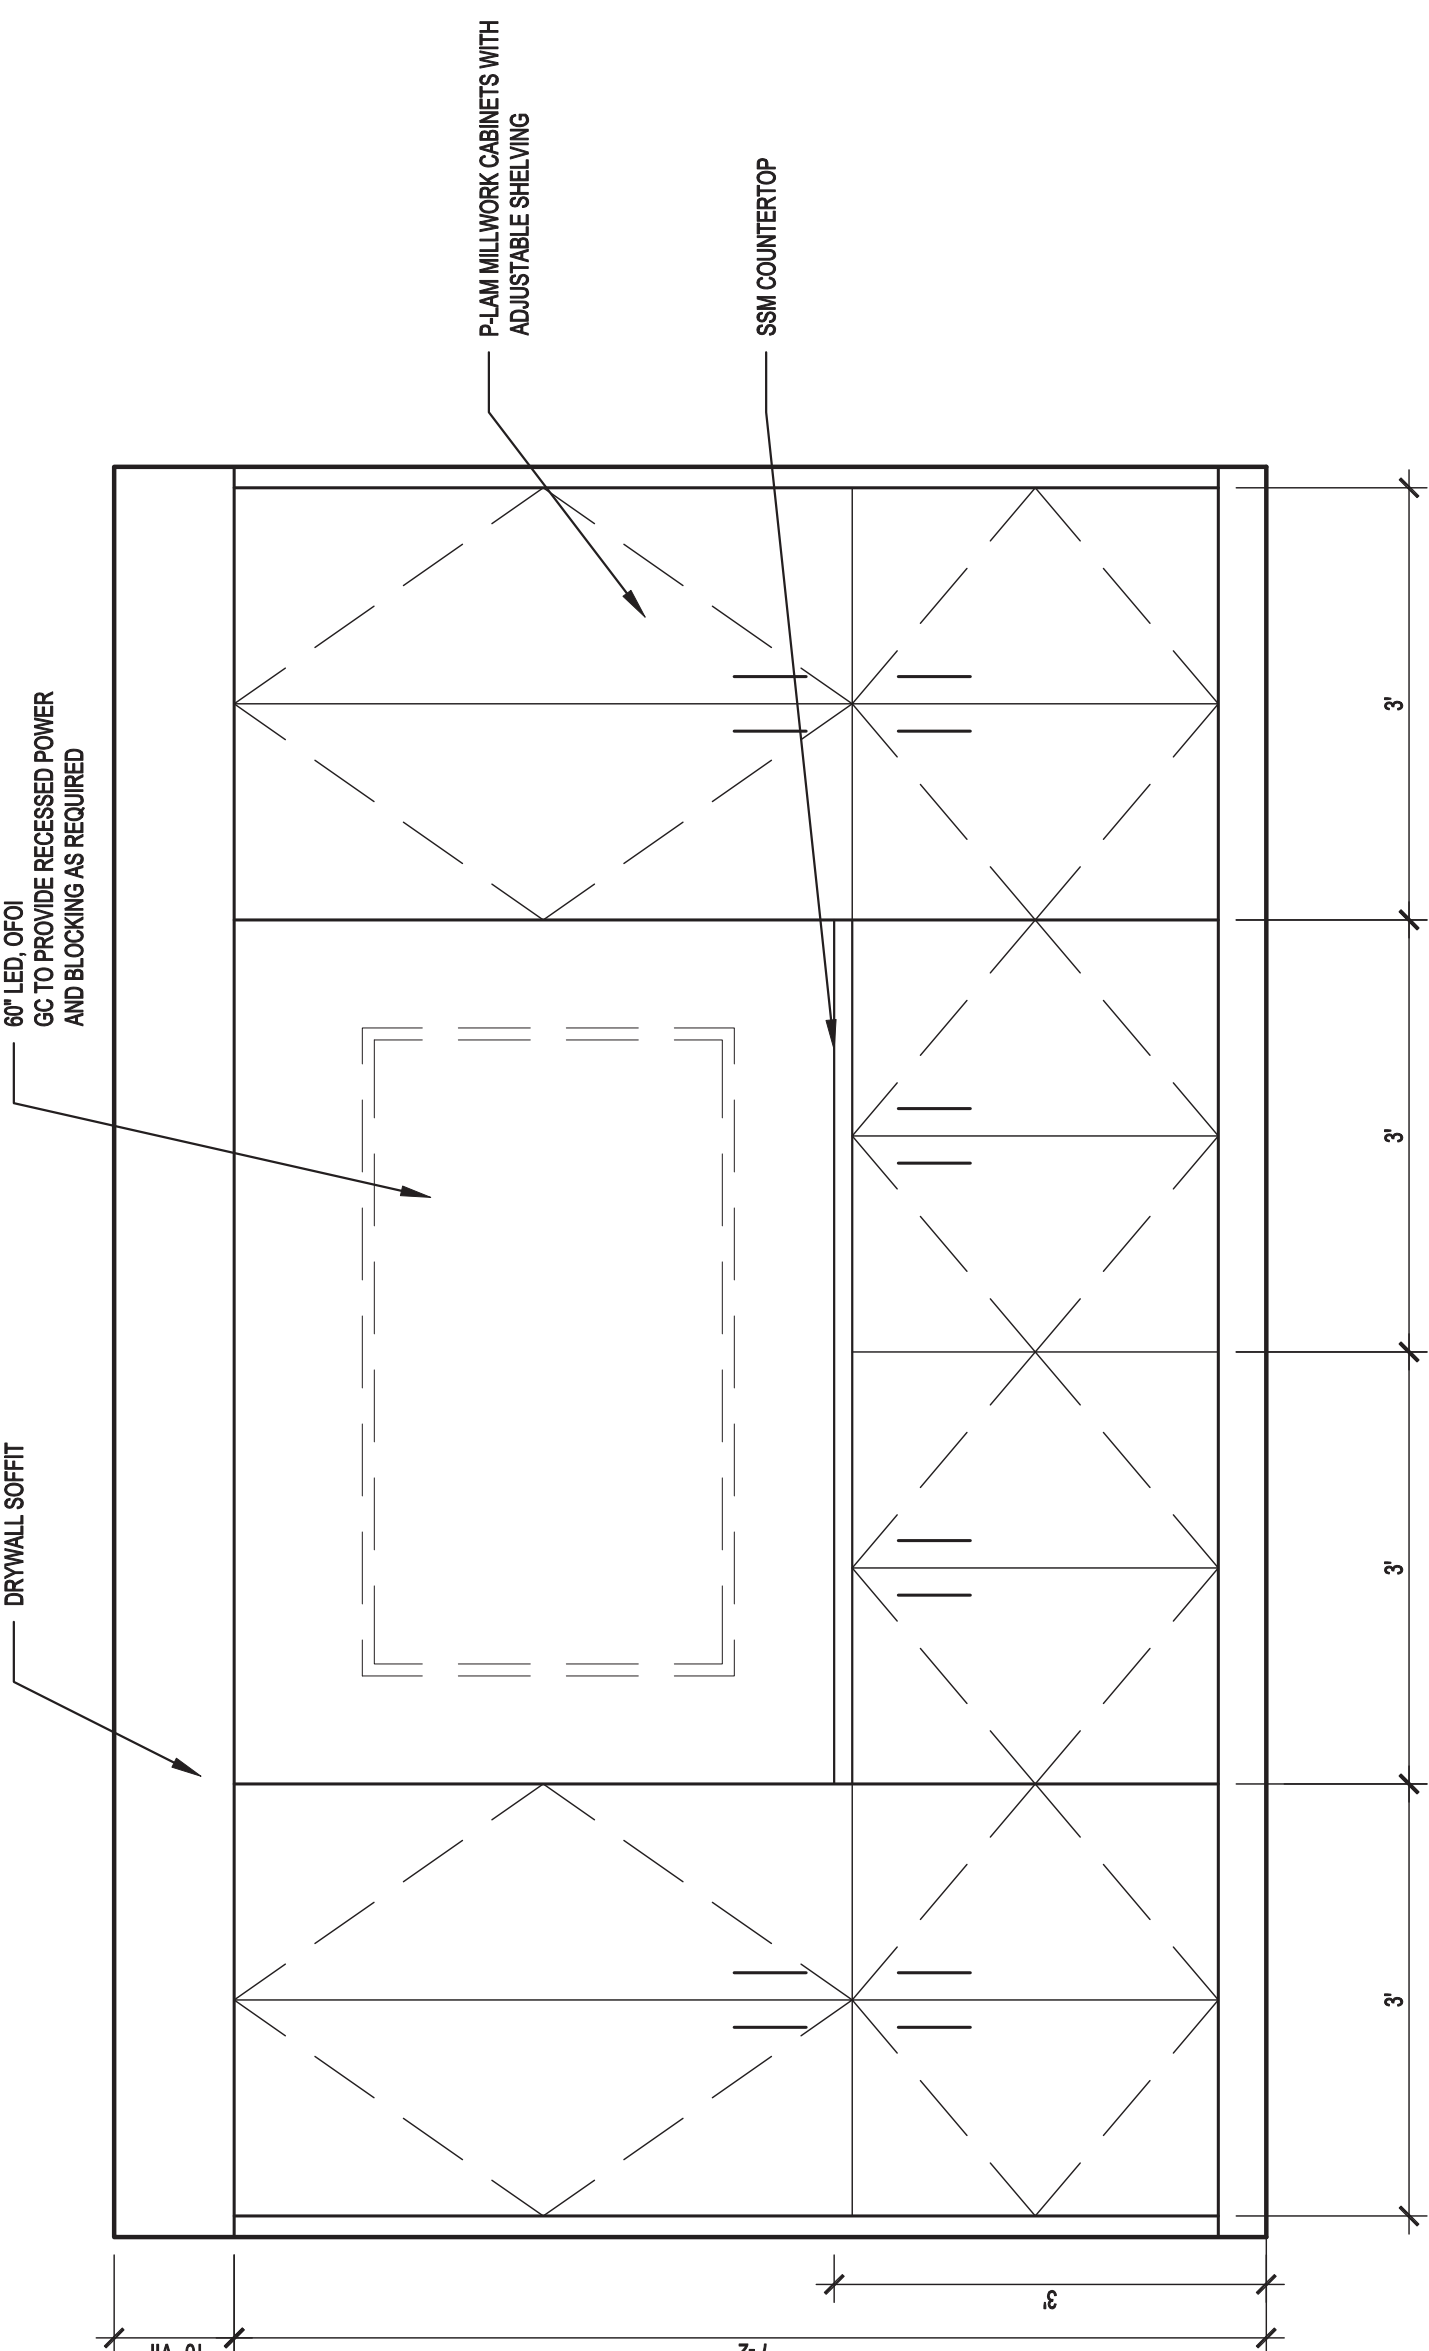 DRYWALL SOFFIT
60" LED, OFOI
GC TO PROVIDE RECESSED POWER
AND BLOCKING AS REQUIRED
P-LAM MILLWORK CABINETS WITH
ADJUSTABLE SHELVING
SSM COUNTERTOP
3'
3'
3'
3'
3'